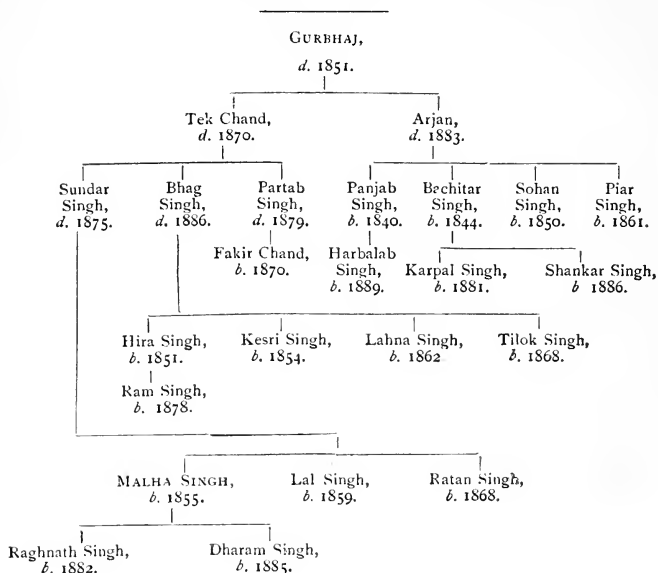 GURBHAJ,
d. 1851.
Tek Chand, Arjan,
d. 1870. d. 1883.
Sundar Bhag Partab Panjab Bachitar Sohan Piar
Singh, Singh, Singh, Singh, Singh, Singh, Singh,
d. 1875. d. 1886. d. 1879. b. 1840. b. 1844. b. 1850. b. 1861.
Fakir Chand, Harbalab
b. 1870. Singh, Karpal Singh, Shankar Singh,
b. 1889. b. 1881. b 1886.
Hira Singh, Kesri Singh, Lahna Singh, Tilok Singh,
b. 1851. b. 1854. b. 1862 b. 1868.
Ram Singh,
b. 1878.
MALHA SINGH, Lal Singh, Ratan Singh,
b. 1855. b. 1859. b. 1868.
Raghnath Singh, Dharam Singh,
b. 1882. b. 1885.